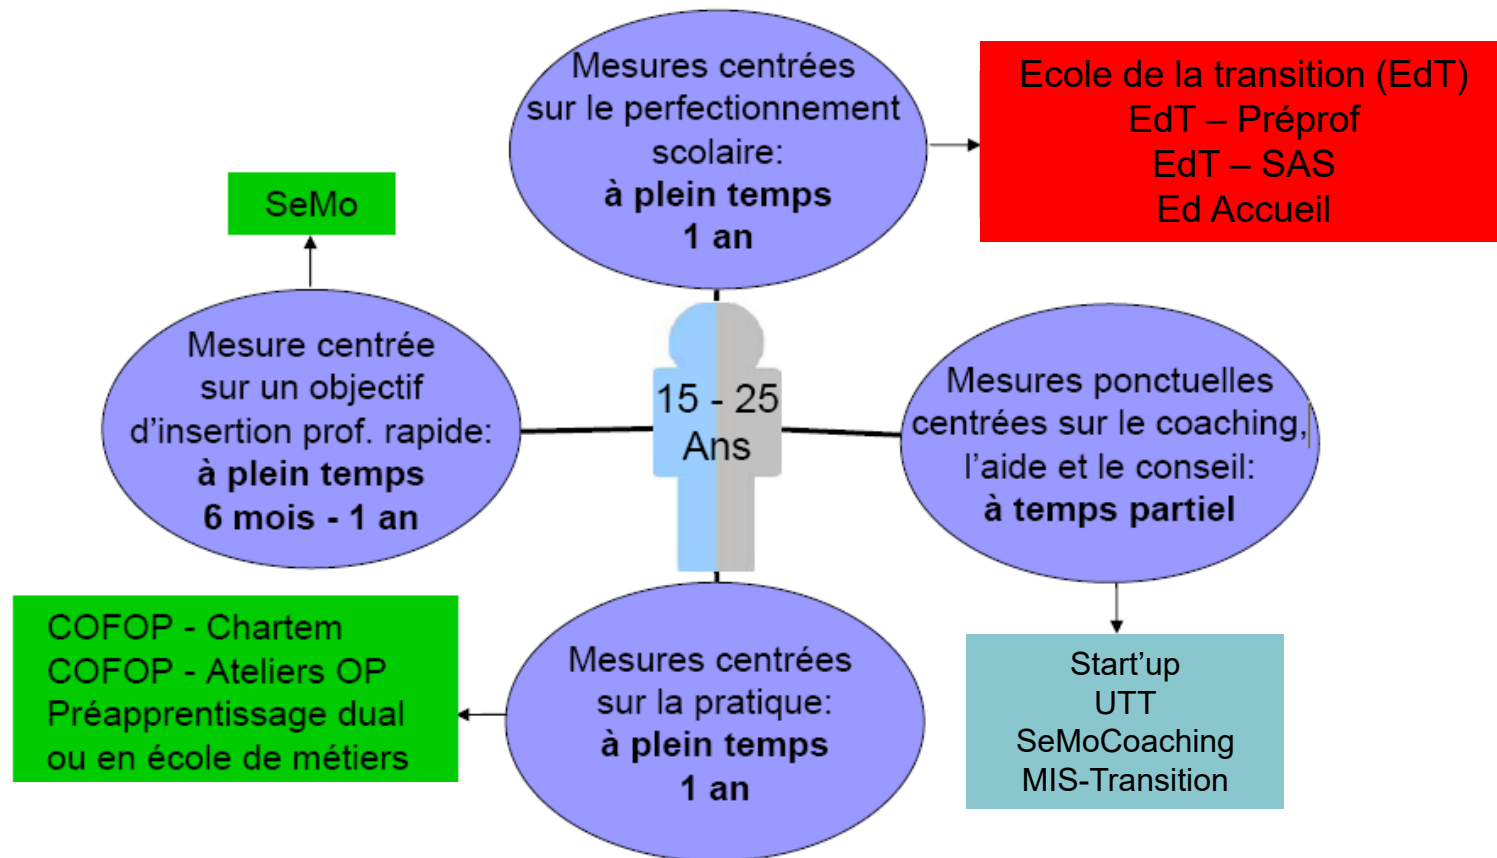 Mesures centrées
sur le perfectionnement
scolaire:
à plein temps
1 an
Ecole de la transition (EdT)
EdT – Préprof
EdT – SAS
Ed Accueil
SeMo
Mesure centrée
sur un objectif
d'insertion prof. rapide:
à plein temps
6 mois - 1 an
15 - 25
Ans
Mesures ponctuelles
centrées sur le coaching,
l'aide et le conseil:
à temps partiel
COFOP - Chartem
COFOP - Ateliers OP
Préapprentissage dual
ou en école de métiers
Mesures centrées
sur la pratique:
à plein temps
1 an
Start'up
UTT
SeMoCoaching
MIS-Transition